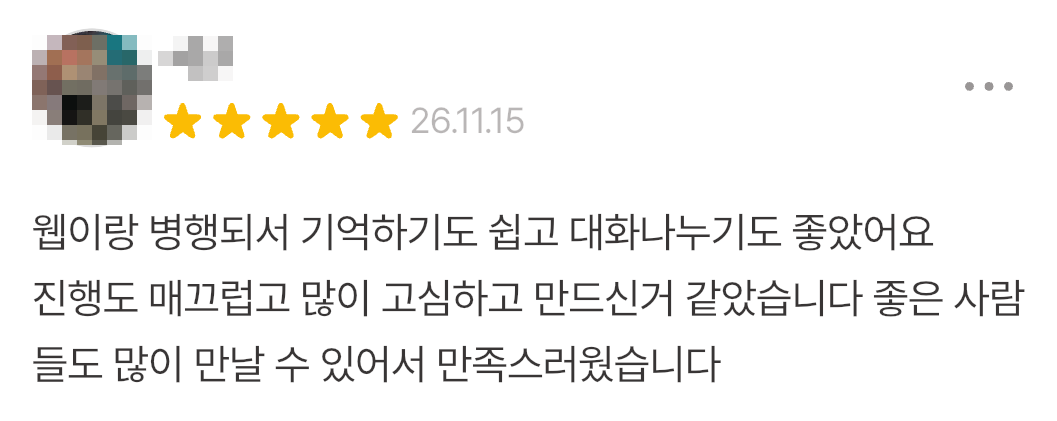 26.11.15
웹이랑 병행되서 기억하기도 쉽고 대화나누기도 좋았어요
진행도 매끄럽고 많이 고심하고 만드신거 같았습니다 좋은 사람
들도 많이 만날 수 있어서 만족스러웠습니다